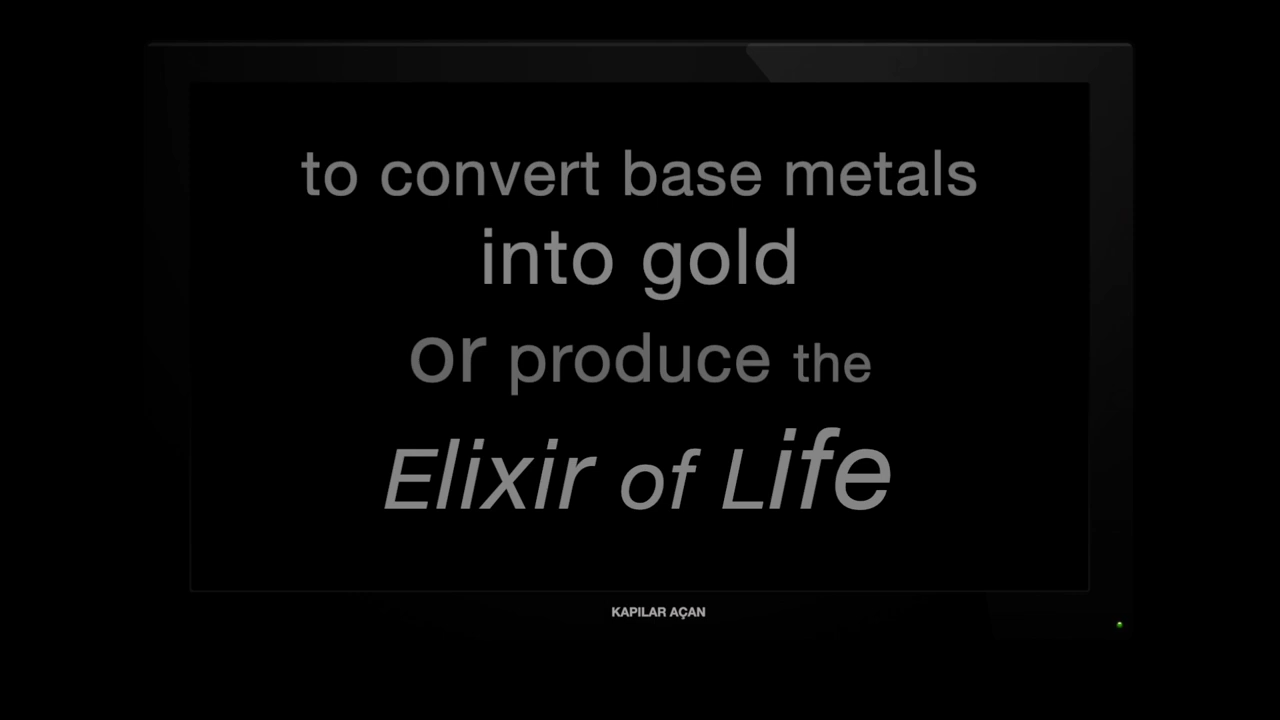 to convert base metals
into gold
or produce the
Elixir of Life
KAPILAR AÇAN